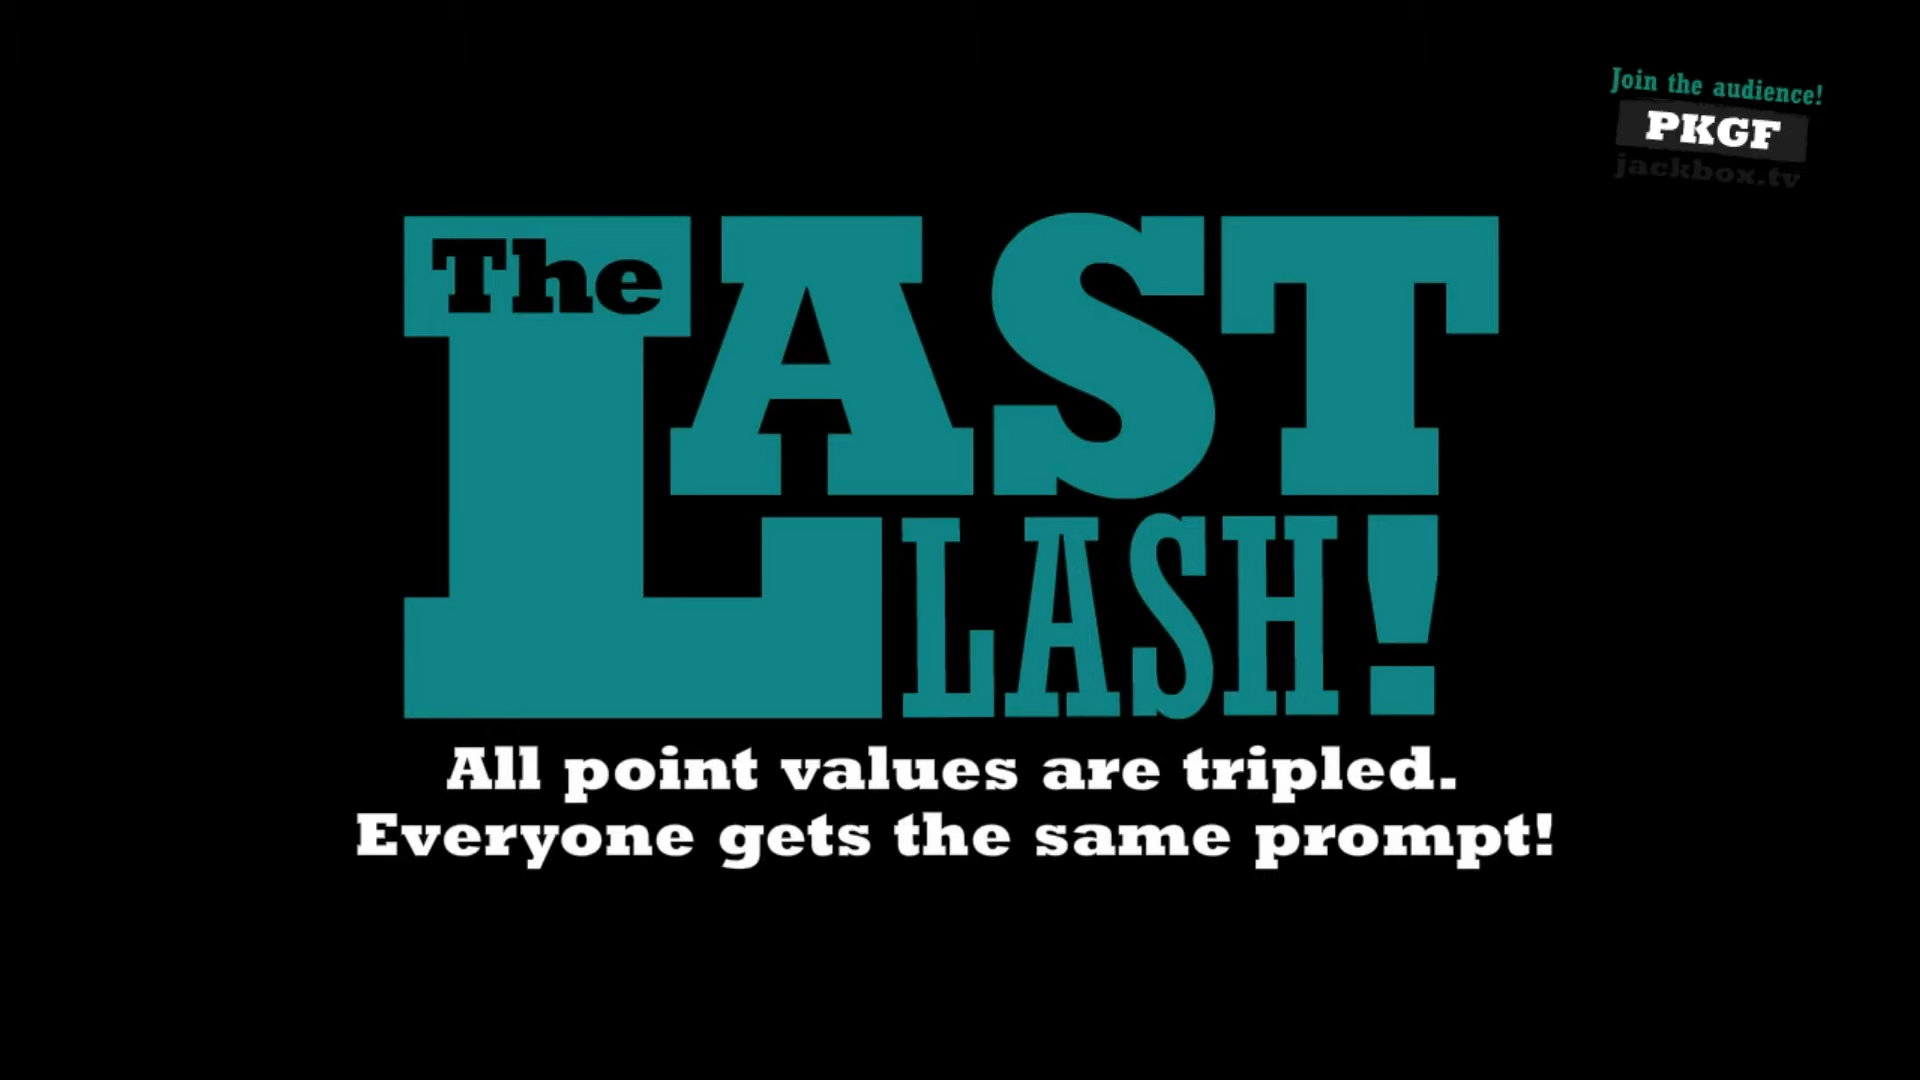 Join the audience!
PKGF
jackbox.tv
The LAST
LASH!
All point values are tripled.
Everyone gets the same prompt!